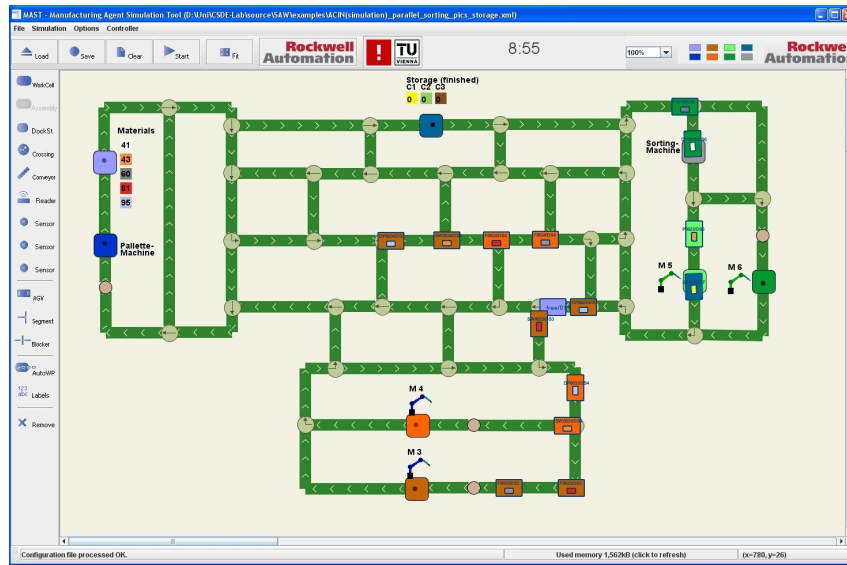 MAST - Manufacturing Agent Simulation Tool (D:\Uni\CSDE-Lab\source\SAW\examples\ACIN(simulation)_parallel_sorting_pics_storage.xml)
File Simulation Options Controller
Load
Save
Clear
Start
Fit
Rockwell
Automation
!
TU
VIENNA
8:55
100%
Rockwe
Automatio
WorkCell
Assembly
DockSt.
Crossing
Conveyor
Reader
Sensor
Sensor
Sensor
AGV
Segment
Blocker
AutoWP
123
abc Labels
Remove
Storage (finished)
C1 C2 C3
0 0 0
Materials
41
43
60
81
95
Pallette-
Machine
Sorting-
Machine
M 5
M 6
M 4
M 3
Configuration file processed OK.
Used memory 1,562kB (click to refresh)
(x=780, y=26)